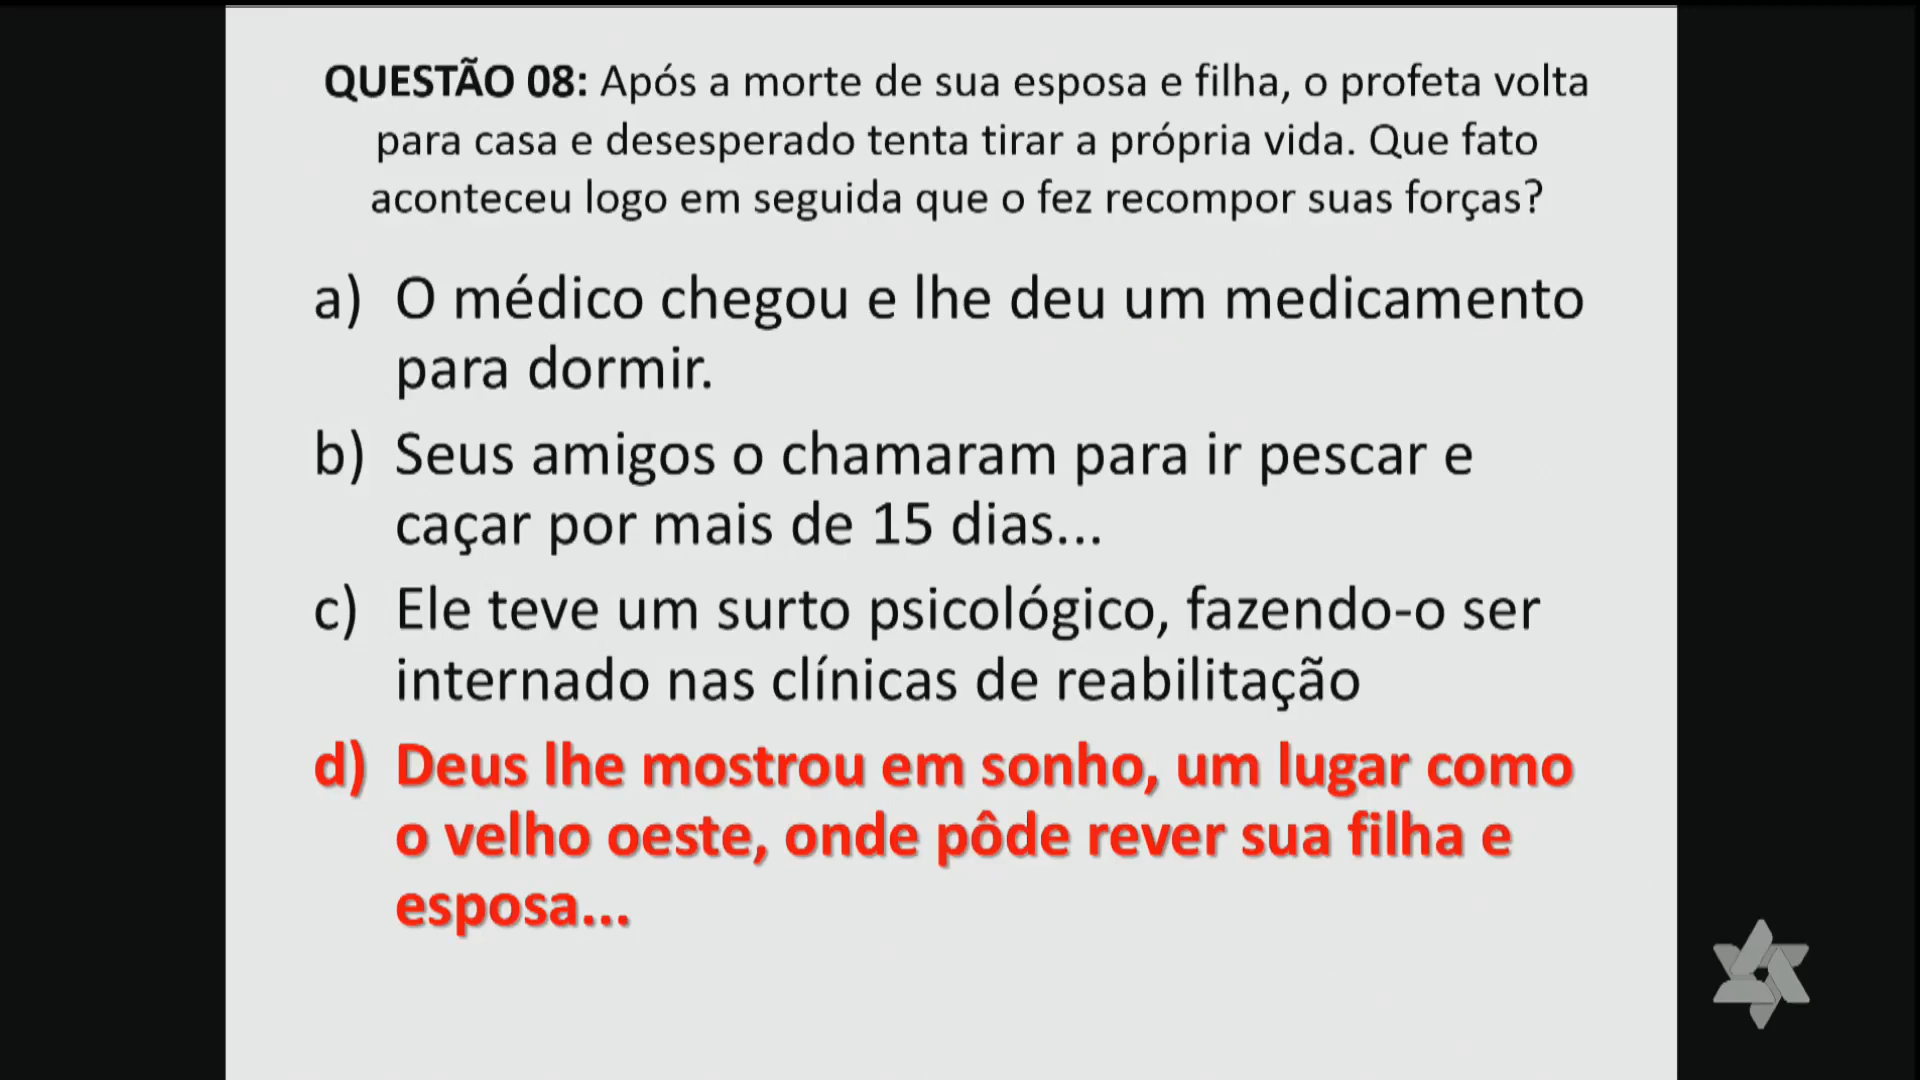 QUESTÃO 08: Após a morte de sua esposa e filha, o profeta volta
para casa e desesperado tenta tirar a própria vida. Que fato
aconteceu logo em seguida que o fez recompor suas forças?
a) O médico chegou e lhe deu um medicamento
para dormir.
b) Seus amigos o chamaram para ir pescar e
caçar por mais de 15 dias...
c) Ele teve um surto psicológico, fazendo-o ser
internado nas clínicas de reabilitação
d) Deus lhe mostrou em sonho, um lugar como
o velho oeste, onde pôde rever sua filha e
esposa...